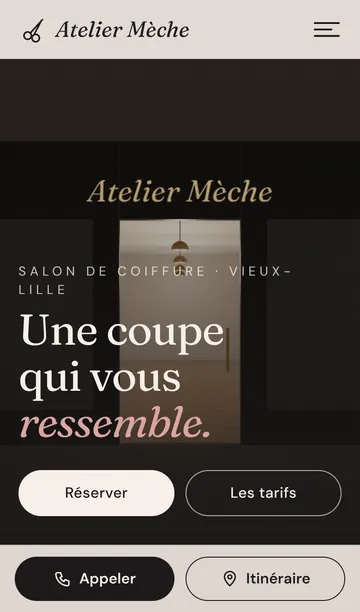 Atelier Mèche
Atelier Mèche
SALON DE COIFFURE · VIEUX-
LILLE
Une coupe
qui vous
ressemble.
Réserver
Les tarifs
Appeler
Itinéraire